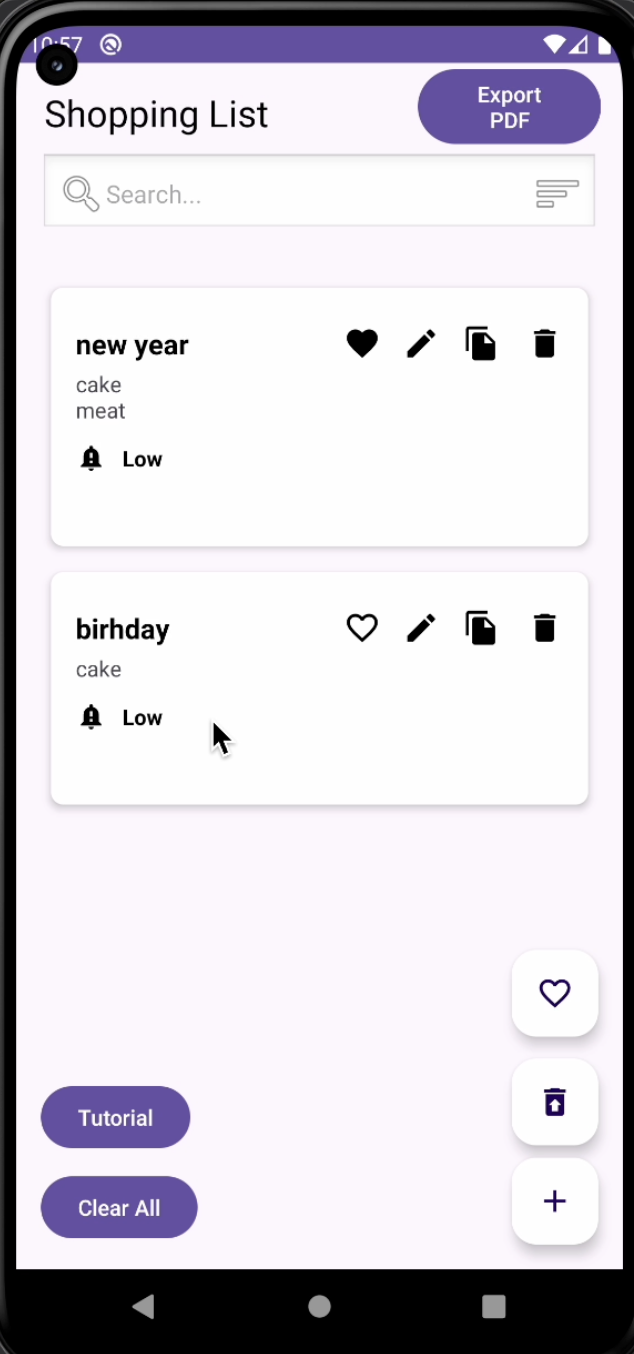 10:57
Shopping List
Export
PDF
Search...
new year
cake
meat
Low
birhday
cake
Low
Tutorial
Clear All